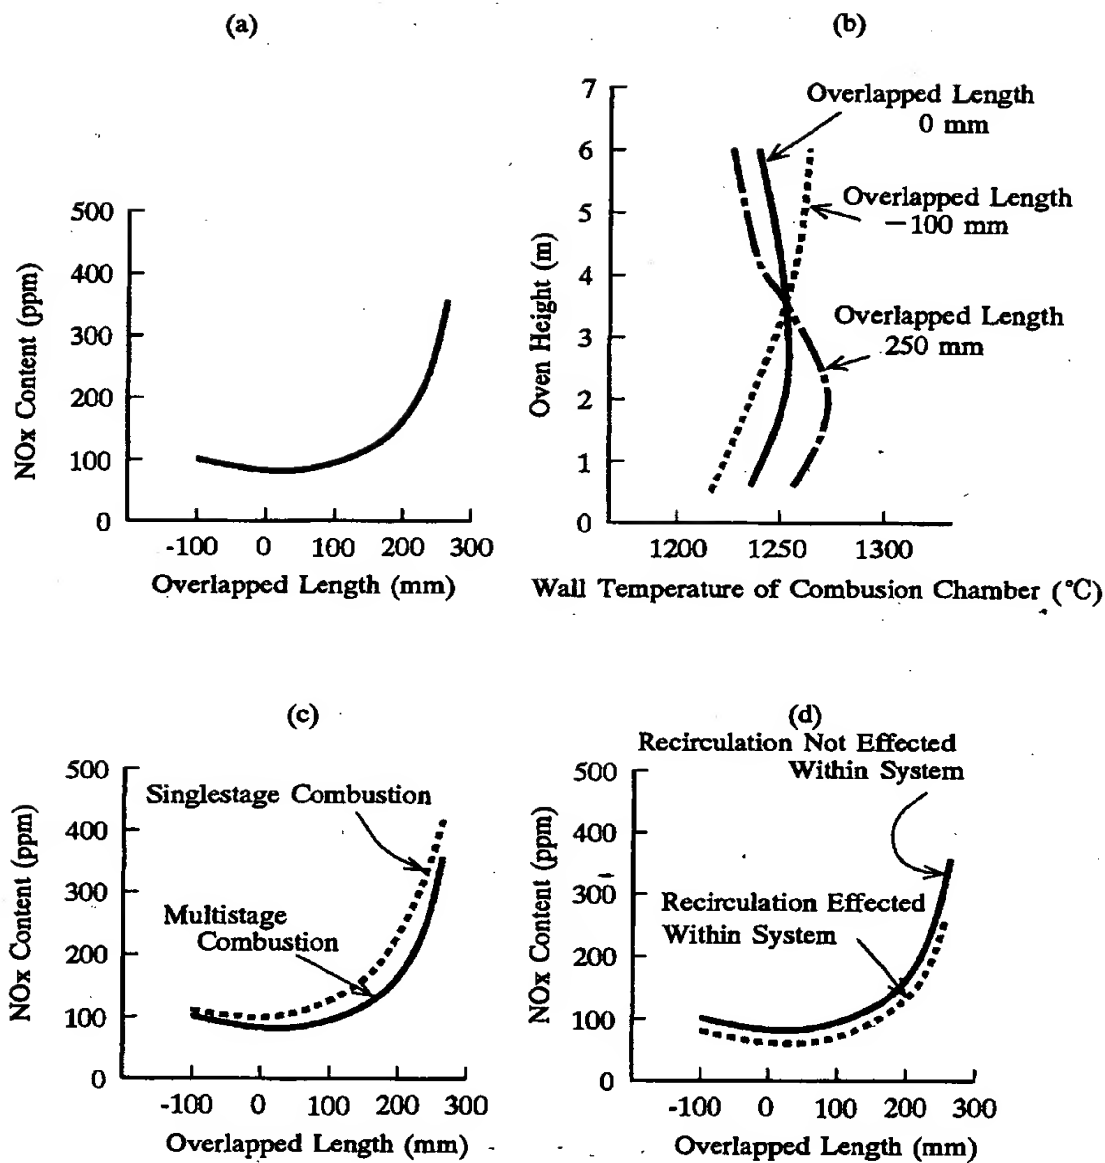 (a)
500
400
300
200
100
0
NOx Content (ppm)
-100 0 100 200 300
Overlapped Length (mm)
(b)
7
6
5
4
3
2
1
0
Oven Height (m)
Overlapped Length
0 mm
Overlapped Length
−100 mm
Overlapped Length
250 mm
1200 1250 1300
Wall Temperature of Combusion Chamber (℃)
(c)
500
400
300
200
100
0
NOx Content (ppm)
Singlestage Combustion
Multistage
Combustion
-100 0 100 200 300
Overlapped Length (mm)
(d)
Recirculation Not Effected
Within System
500
400
300
200
100
0
NOx Content (ppm)
Recirculation Effected
Within System
-100 0 100 200 300
Overlapped Length (mm)